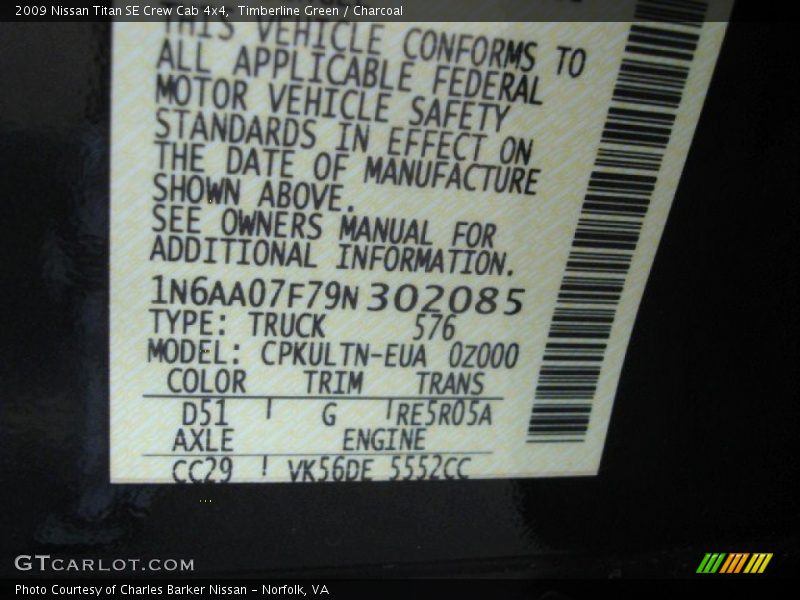 2009 Nissan Titan SE Crew Cab 4x4, Timberline Green / Charcoal
THIS VEHICLE CONFORMS TO
ALL APPLICABLE FEDERAL
MOTOR VEHICLE SAFETY
STANDARDS IN EFFECT ON
THE DATE OF MANUFACTURE
SHOWN ABOVE.
SEE OWNERS MANUAL FOR
ADDITIONAL INFORMATION.
1N6AA07F79N302085
TYPE: TRUCK 576
MODEL: CPKULTN-EUA 0Z000
COLOR TRIM TRANS
D51 G RE5R05A
AXLE ENGINE
CC29 VK56DE 5552CC
GTCARLOT.COM
Photo Courtesy of Charles Barker Nissan - Norfolk, VA